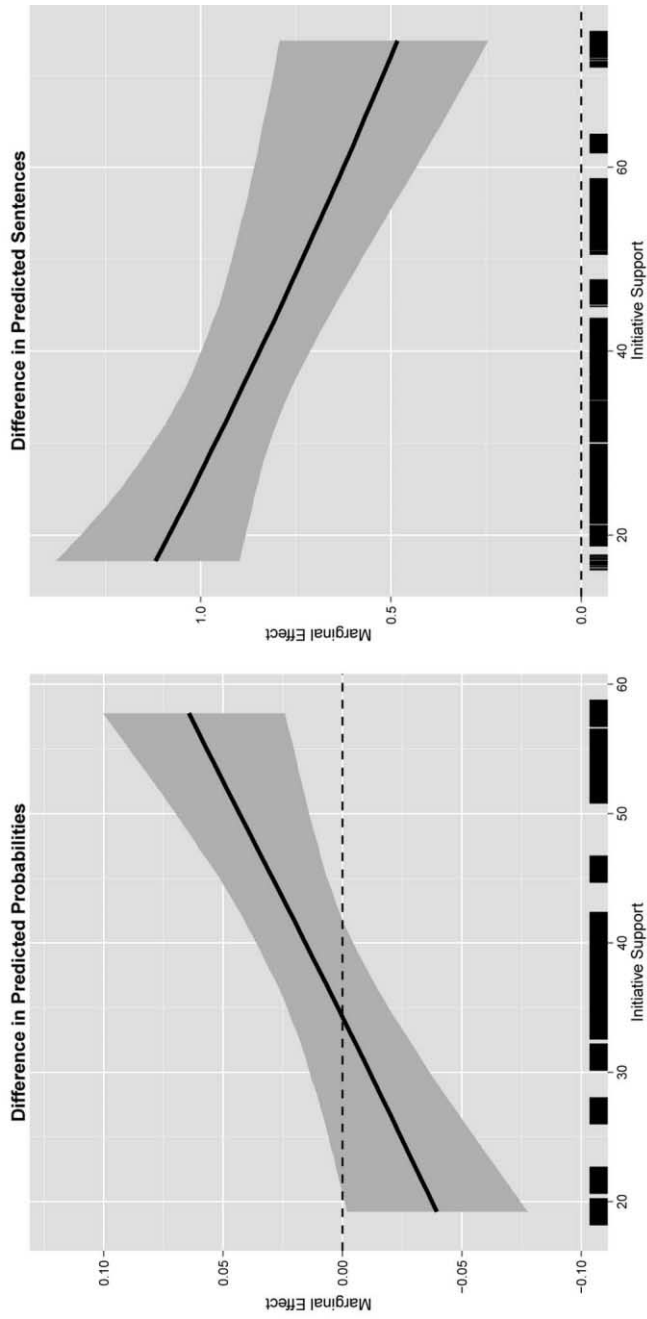 Difference in Predicted Probabilities
Marginal Effect
0.10
0.05
0.00
−0.05
−0.10
20
30
40
50
60
Initiative Support
Difference in Predicted Sentences
Marginal Effect
1.0
0.5
0.0
20
40
60
Initiative Support